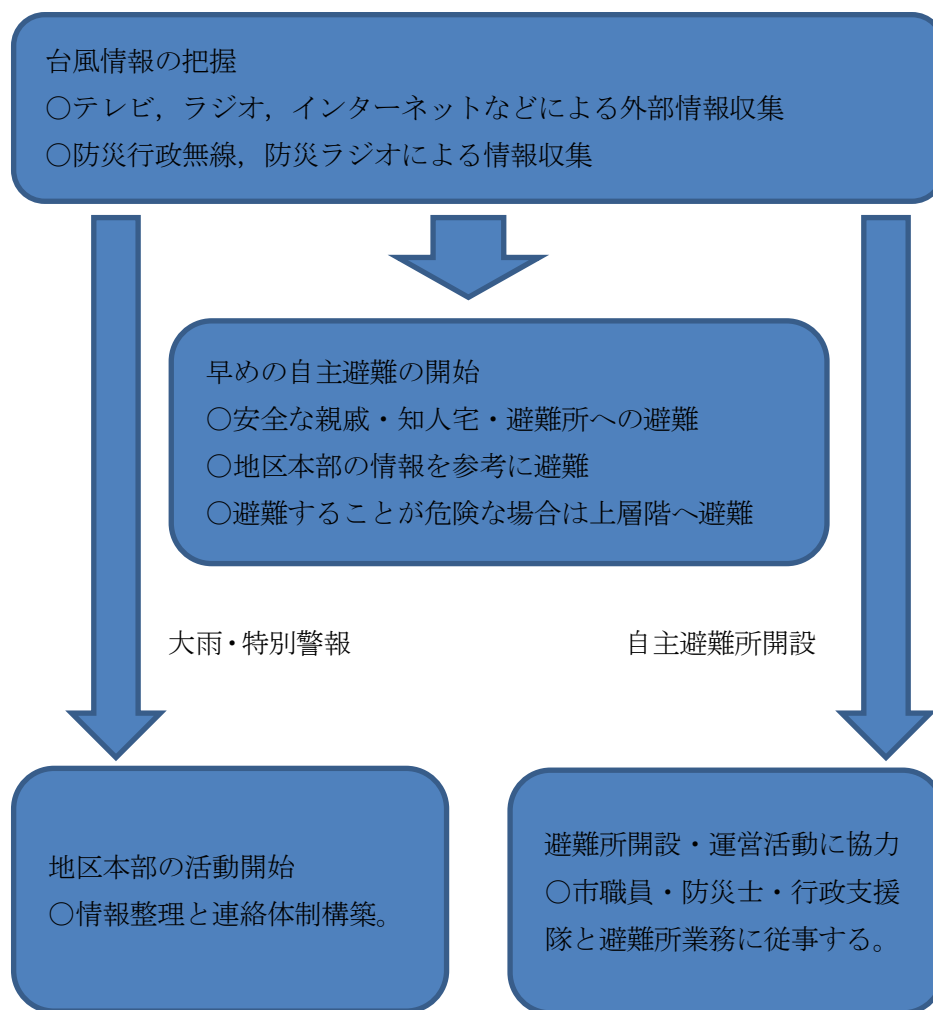 台風情報の把握
○テレビ，ラジオ，インターネットなどによる外部情報収集
○防災行政無線，防災ラジオによる情報収集
早めの自主避難の開始
○安全な親戚・知人宅・避難所への避難
○地区本部の情報を参考に避難
○避難することが危険な場合は上層階へ避難
大雨・特別警報
自主避難所開設
地区本部の活動開始
○情報整理と連絡体制構築。
避難所開設・運営活動に協力
○市職員・防災士・行政支援
隊と避難所業務に従事する。